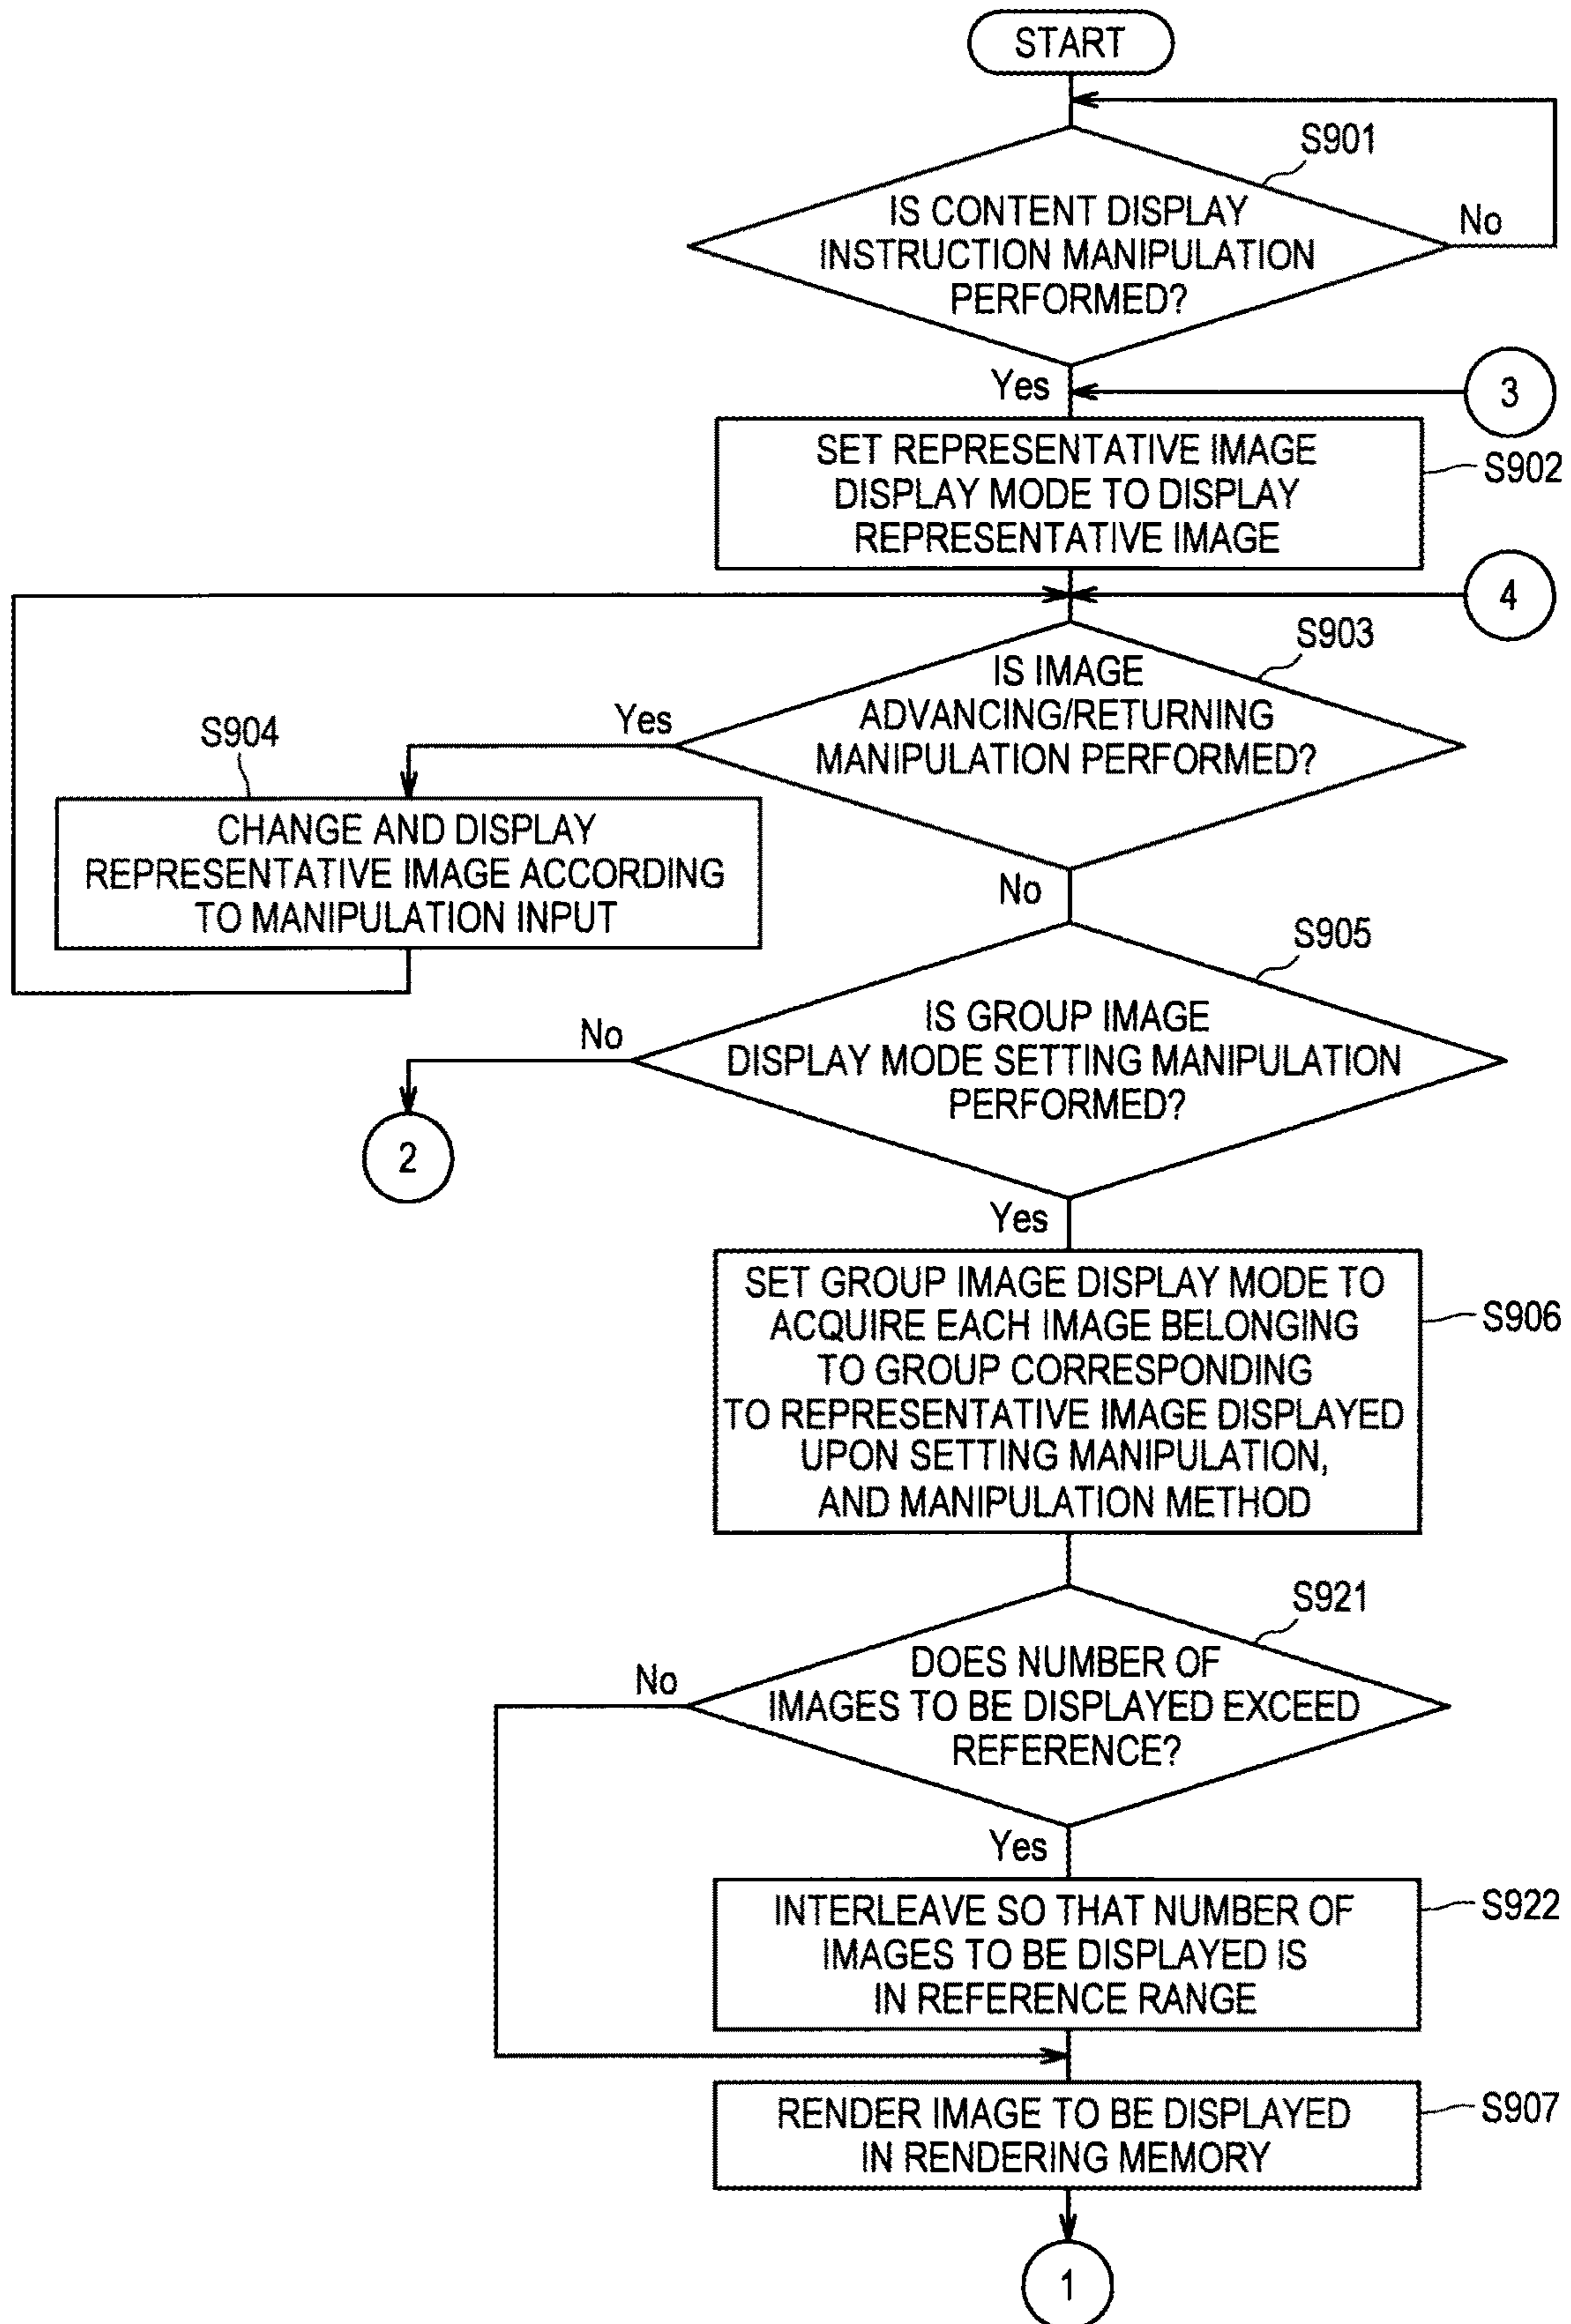 START
S901
IS CONTENT DISPLAY
INSTRUCTION MANIPULATION
PERFORMED?
No
Yes
3
SET REPRESENTATIVE IMAGE
DISPLAY MODE TO DISPLAY
REPRESENTATIVE IMAGE
S902
4
S903
IS IMAGE
ADVANCING/RETURNING
MANIPULATION PERFORMED?
Yes
S904
CHANGE AND DISPLAY
REPRESENTATIVE IMAGE ACCORDING
TO MANIPULATION INPUT
No
S905
IS GROUP IMAGE
DISPLAY MODE SETTING MANIPULATION
PERFORMED?
No
2
Yes
SET GROUP IMAGE DISPLAY MODE TO
ACQUIRE EACH IMAGE BELONGING
TO GROUP CORRESPONDING
TO REPRESENTATIVE IMAGE DISPLAYED
UPON SETTING MANIPULATION,
AND MANIPULATION METHOD
S906
S921
DOES NUMBER OF
IMAGES TO BE DISPLAYED EXCEED
REFERENCE?
No
Yes
INTERLEAVE SO THAT NUMBER OF
IMAGES TO BE DISPLAYED IS
IN REFERENCE RANGE
S922
RENDER IMAGE TO BE DISPLAYED
IN RENDERING MEMORY
S907
1